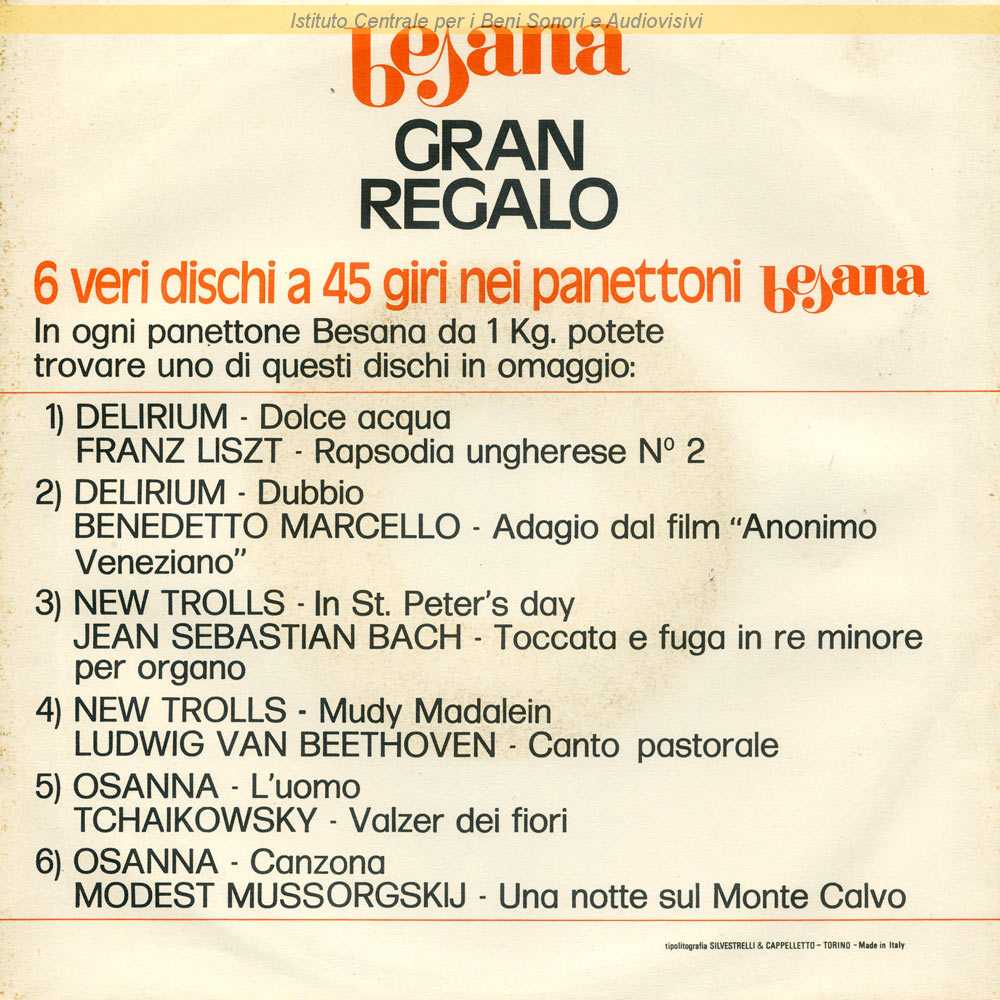 Istituto Centrale per i Beni Sonori e Audiovisivi
besana
GRAN
REGALO
6 veri dischi a 45 giri nei panettoni besana
In ogni panettone Besana da 1 Kg. potete
trovare uno di questi dischi in omaggio:
1) DELIRIUM - Dolce acqua
FRANZ LISZT - Rapsodia ungherese Nº 2
2) DELIRIUM - Dubbio
BENEDETTO MARCELLO - Adagio dal film “Anonimo
Veneziano”
3) NEW TROLLS - In St. Peter's day
JEAN SEBASTIAN BACH - Toccata e fuga in re minore
per organo
4) NEW TROLLS - Mudy Madalein
LUDWIG VAN BEETHOVEN - Canto pastorale
5) OSANNA - L'uomo
TCHAIKOWSKY - Valzer dei fiori
6) OSANNA - Canzona
MODEST MUSSORGSKIJ - Una notte sul Monte Calvo
tipolitografia SILVESTRELLI & CAPPELLETTO – TORINO - Made in Italy